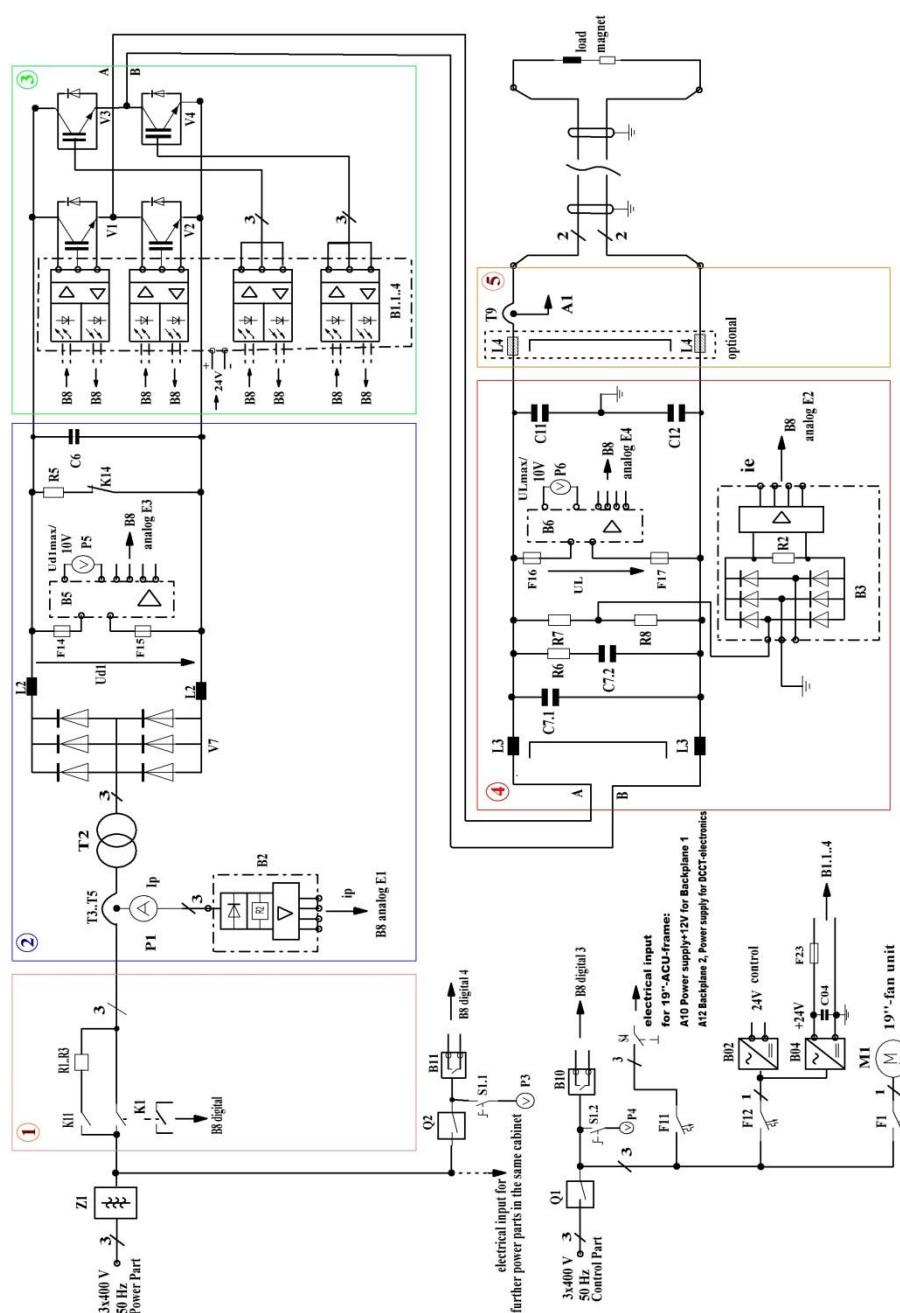 3x400 V
50 Hz
Power Part
3
Z1
1
K11
R1..R3
K1
B8 digital
3
electrical input for
further power parts in the same cabinet
Q2
B11
B8 digital 4
S1.1
P3
2
T3..T5
P1
A
Ip
3
B2
R2
ip
B8 analog E1
T2
3
V7
L2
L2
Ud1
F14
F15
B5
Ud1max/
10V
V
P5
B8
analog E3
R5
K14
C6
3
B8
B8
B8
B8
B8
B8
B8
B8
+
24V
-
B1.1..4
V1
V2
V3
V4
3
3
A
B
3x400 V
50 Hz
Control Part
3
Q1
3
B10
B8 digital 3
S1.2
V
P4
F11
3
S4
electrical input
for 19"-ACU-frame:
A10 Power supply+12V for Backplane 1
A12 Backplane 2, Power supply for DCCT-electronics
F12
1
B02
24V control
B04
+24V
F23
C04
B1.1..4
F1
1
M1
M
19"-fan unit
4
A
B
L3
L3
C7.1
R6
C7.2
R7
R8
F16
F17
UL
B6
ULmax/
10V
V
P6
B8
analog E4
C11
C12
B3
R2
ie
B8
analog E2
5
L4
L4
optional
T9
A1
2
2
load
magnet